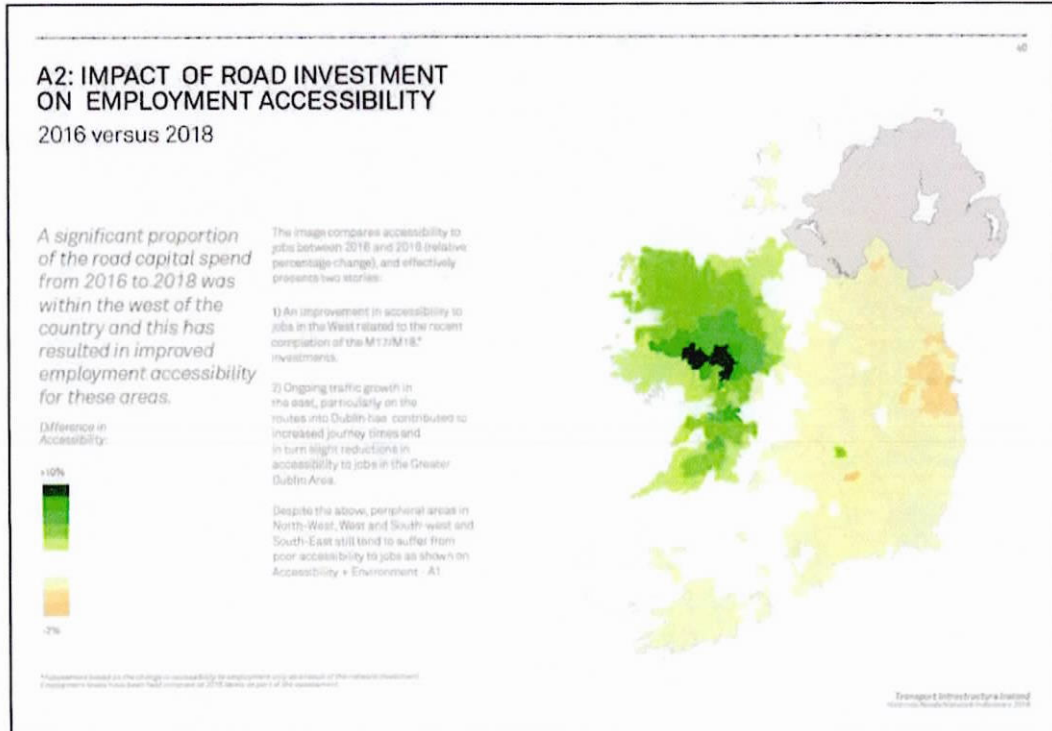 40
A2: IMPACT OF ROAD INVESTMENT
ON EMPLOYMENT ACCESSIBILITY
2016 versus 2018
A significant proportion
of the road capital spend
from 2016 to 2018 was
within the west of the
country and this has
resulted in improved
employment accessibility
for these areas.
Difference in
Accessibility:
>10%
-2%
The image compares accessibility to
jobs between 2016 and 2018 (relative
percentage change), and effectively
presents two stories:
1) An improvement in accessibility to
jobs in the West related to the recent
completion of the M17/M18.*
investments.
2) Ongoing traffic growth in
the east, particularly on the
routes into Dublin has contributed to
increased journey times and
in turn slight reductions in
accessibility to jobs in the Greater
Dublin Area.
Despite the above, peripheral areas in
North-West, West and South-west and
South-East still tend to suffer from
poor accessibility to jobs as shown on
Accessibility + Environment - A1
Transport Infrastructure Ireland
National Roads Network Indicators 2018